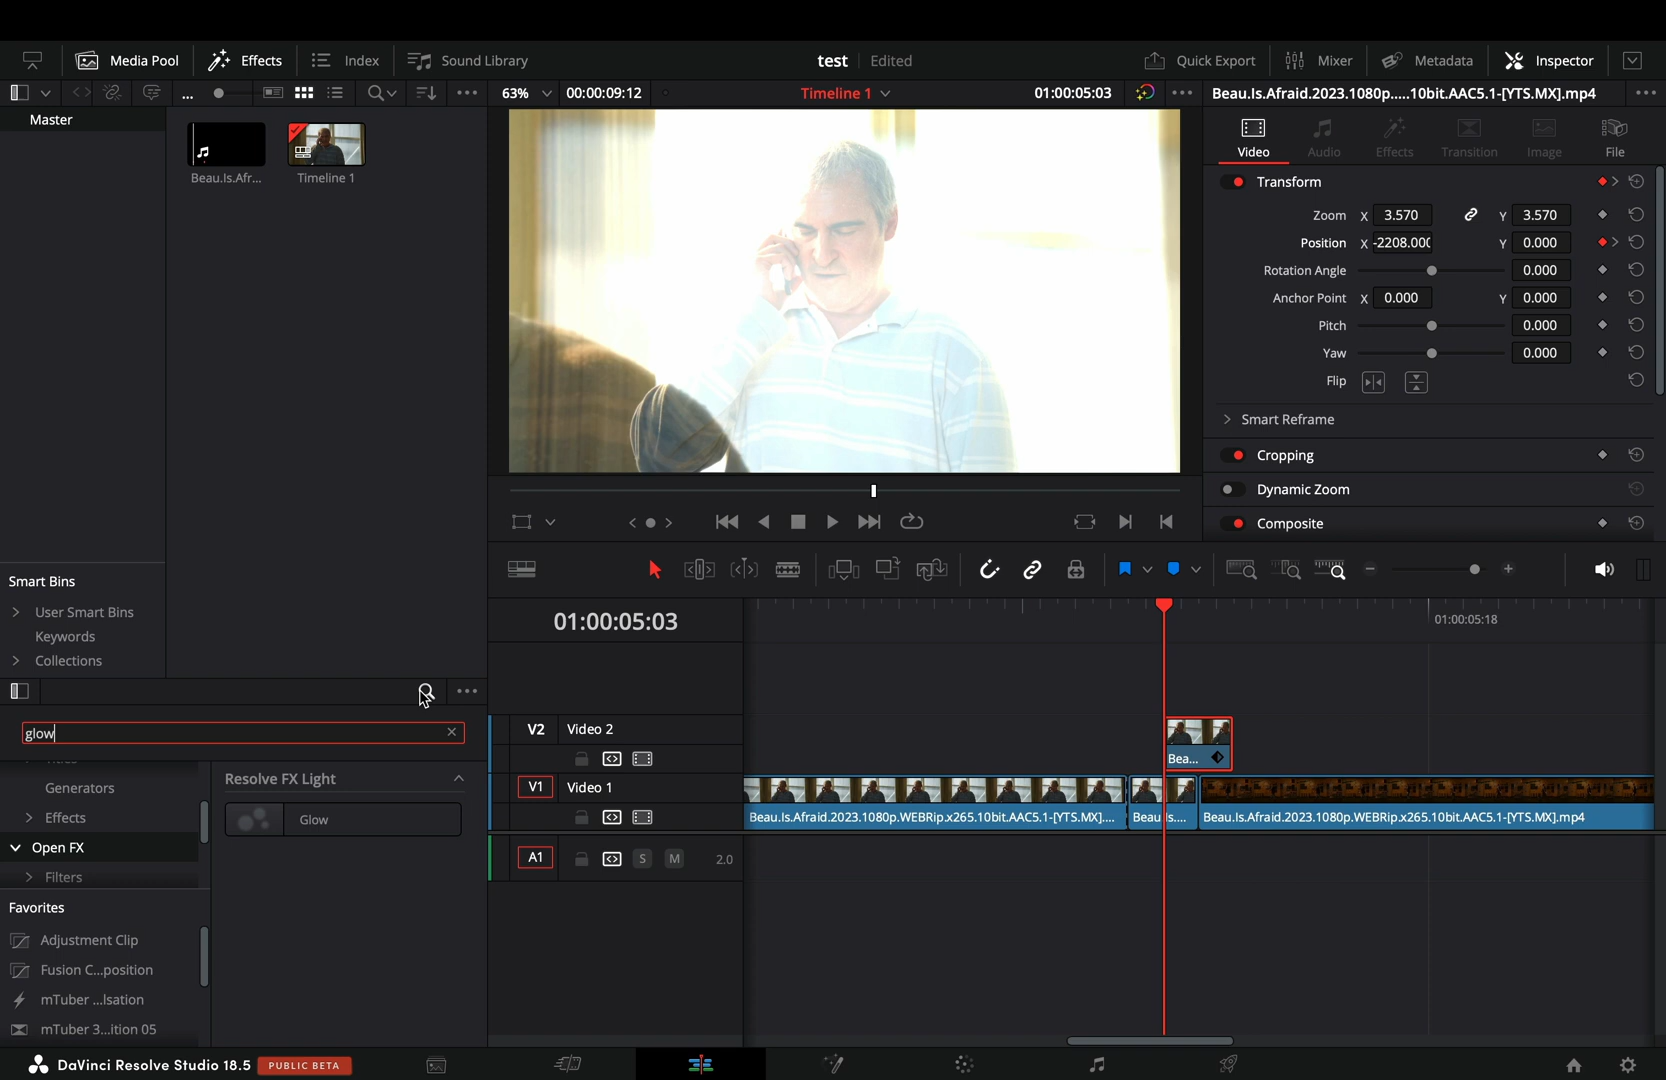 Media Pool
Effects
Index
Sound Library
test
Edited
Quick Export
Mixer
Metadata
Inspector
...
63%
00:00:09:12
Timeline 1
01:00:05:03
Beau.Is.Afraid.2023.1080p.....10bit.AAC5.1-[YTS.MX].mp4
Master
Beau.Is.Afr...
Timeline 1
Video
Audio
Effects
Transition
Image
File
Transform
Zoom X 3.570 Y 3.570
Position X -2208.000 Y 0.000
Rotation Angle 0.000
Anchor Point X 0.000 Y 0.000
Pitch 0.000
Yaw 0.000
Flip
Smart Reframe
Cropping
Dynamic Zoom
Composite
Smart Bins
User Smart Bins
Keywords
Collections
glow
Generators
Effects
Open FX
Filters
Resolve FX Light
Glow
Favorites
Adjustment Clip
Fusion C...position
mTuber ...lsation
mTuber 3...ition 05
01:00:05:03
01:00:05:18
V2 Video 2
Bea...
V1 Video 1
Beau.Is.Afraid.2023.1080p.WEBRip.x265.10bit.AAC5.1-[YTS.MX]....
Beau.Is....
Beau.Is.Afraid.2023.1080p.WEBRip.x265.10bit.AAC5.1-[YTS.MX].mp4
A1 S M 2.0
DaVinci Resolve Studio 18.5 PUBLIC BETA